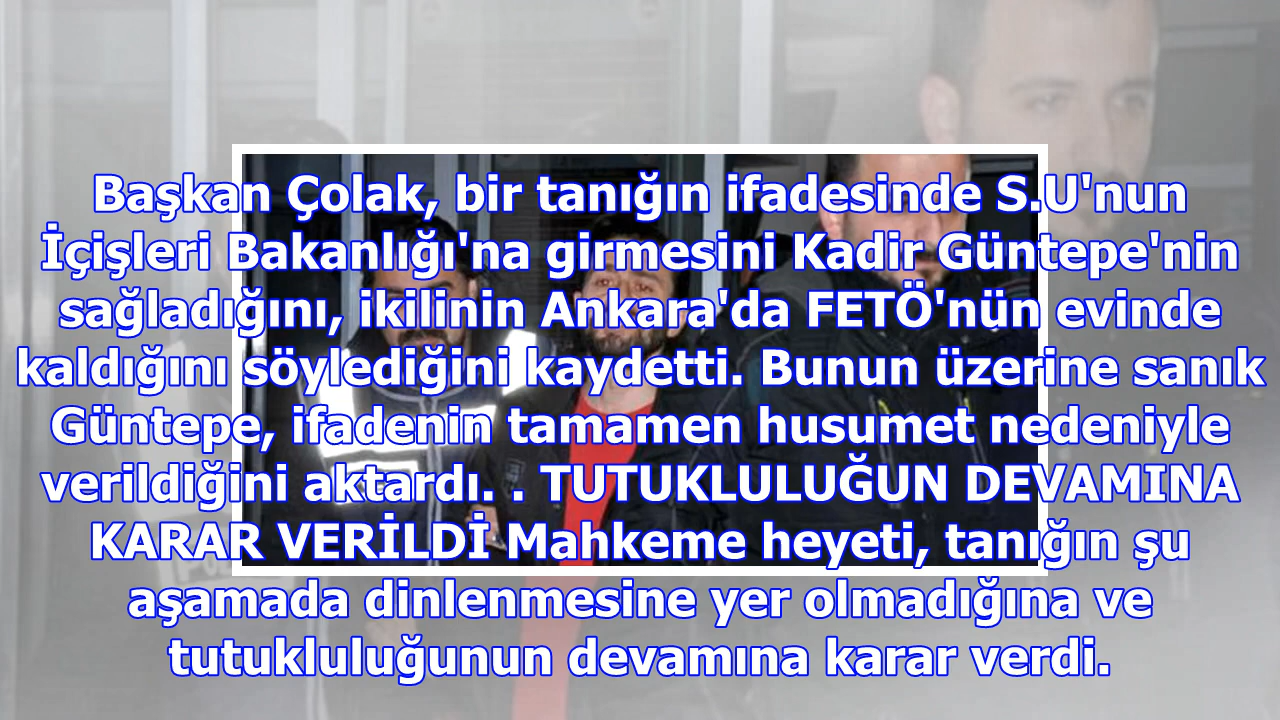 Başkan Çolak, bir tanığın ifadesinde S.U'nun
İçişleri Bakanlığı'na girmesini Kadir Güntepe'nin
sağladığını, ikilinin Ankara'da FETÖ'nün evinde
kaldığını söylediğini kaydetti. Bunun üzerine sanık
Güntepe, ifadenin tamamen husumet nedeniyle
verildiğini aktardı. . TUTUKLULUĞUN DEVAMINA
KARAR VERİLDİ Mahkeme heyeti, tanığın şu
aşamada dinlenmesine yer olmadığına ve
tutukluluğunun devamına karar verdi.